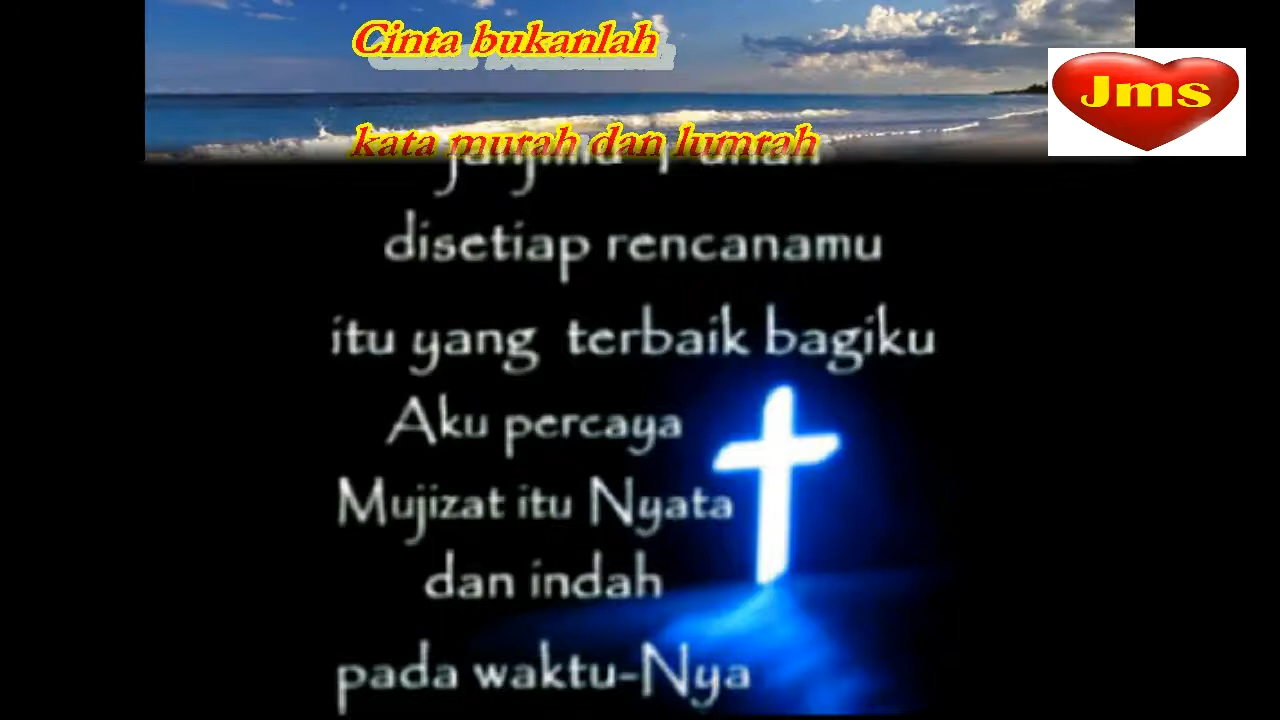 Cinta bukanlah
Jms
kata murah dan lumrah
disetiap rencanamu
itu yang terbaik bagiku
Aku percaya
Mujizat itu Nyata
dan indah
pada waktu-Nya